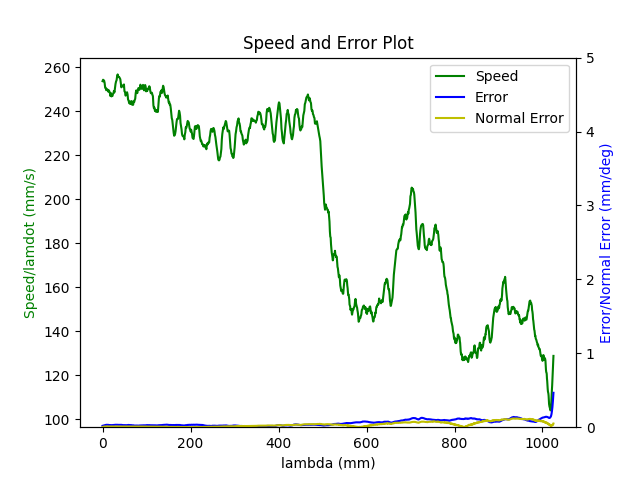 Speed and Error Plot
Speed
Error
Normal Error
260
240
220
200
180
160
140
120
100
Speed/lamdot (mm/s)
5
4
3
2
1
0
Error/Normal Error (mm/deg)
0 200 400 600 800 1000
lambda (mm)